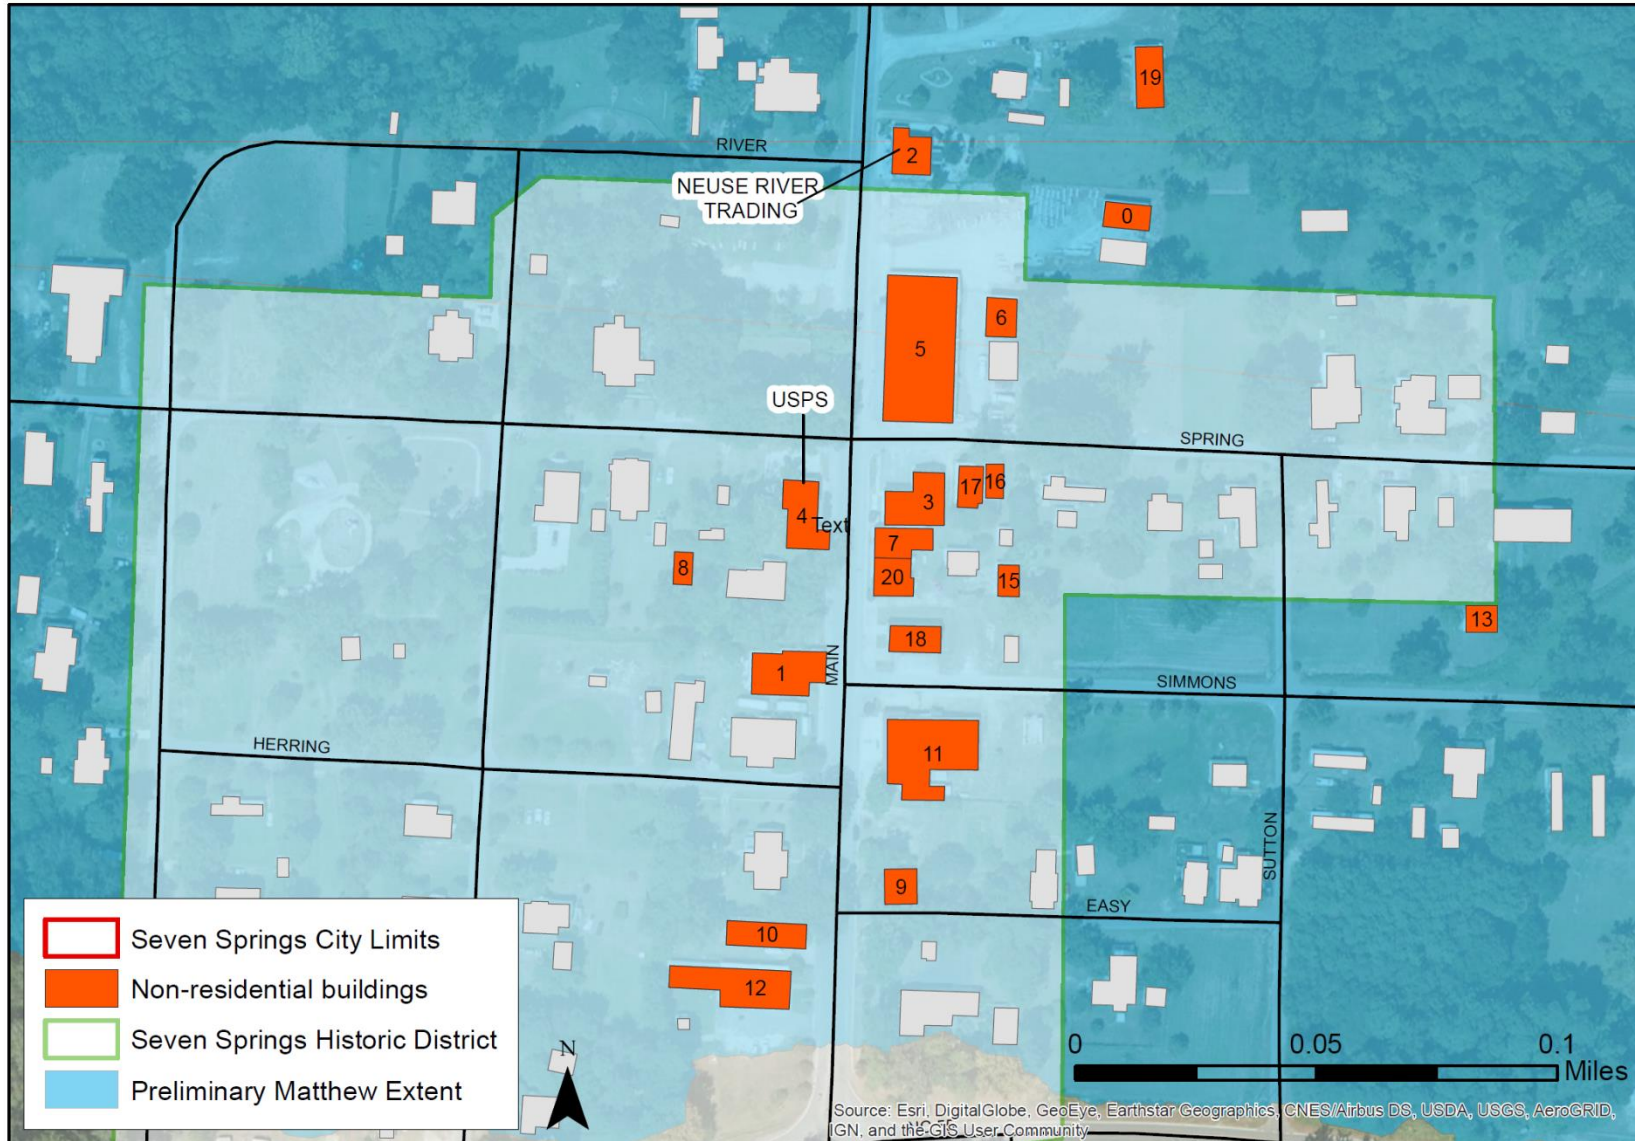 19
RIVER
2
NEUSE RIVER
TRADING
0
6
5
USPS
SPRING
17
16
3
4
Text
7
8
20
15
13
18
MAIN
1
SIMMONS
HERRING
11
SUTTON
9
EASY
10
12
Seven Springs City Limits
Non-residential buildings
Seven Springs Historic District
Preliminary Matthew Extent
N
0
0.05
0.1
Miles
Source: Esri, DigitalGlobe, GeoEye, Earthstar Geographics, CNES/Airbus DS, USDA, USGS, AeroGRID,
IGN, and the GIS User Community